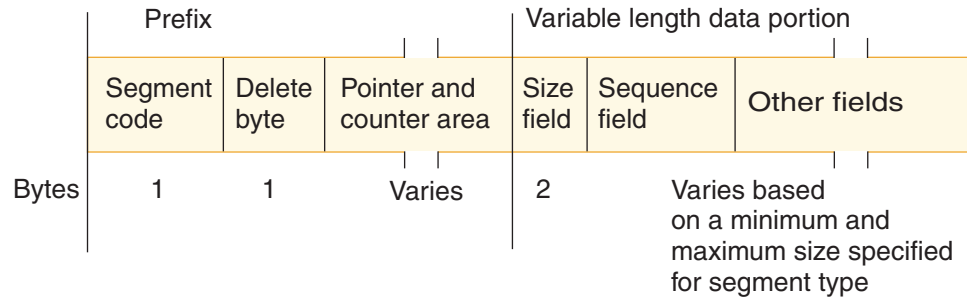 Prefix
Variable length data portion
Segment code
Delete byte
Pointer and counter area
Size field
Sequence field
Other fields
Bytes
1
1
Varies
2
Varies based
on a minimum and
maximum size specified
for segment type